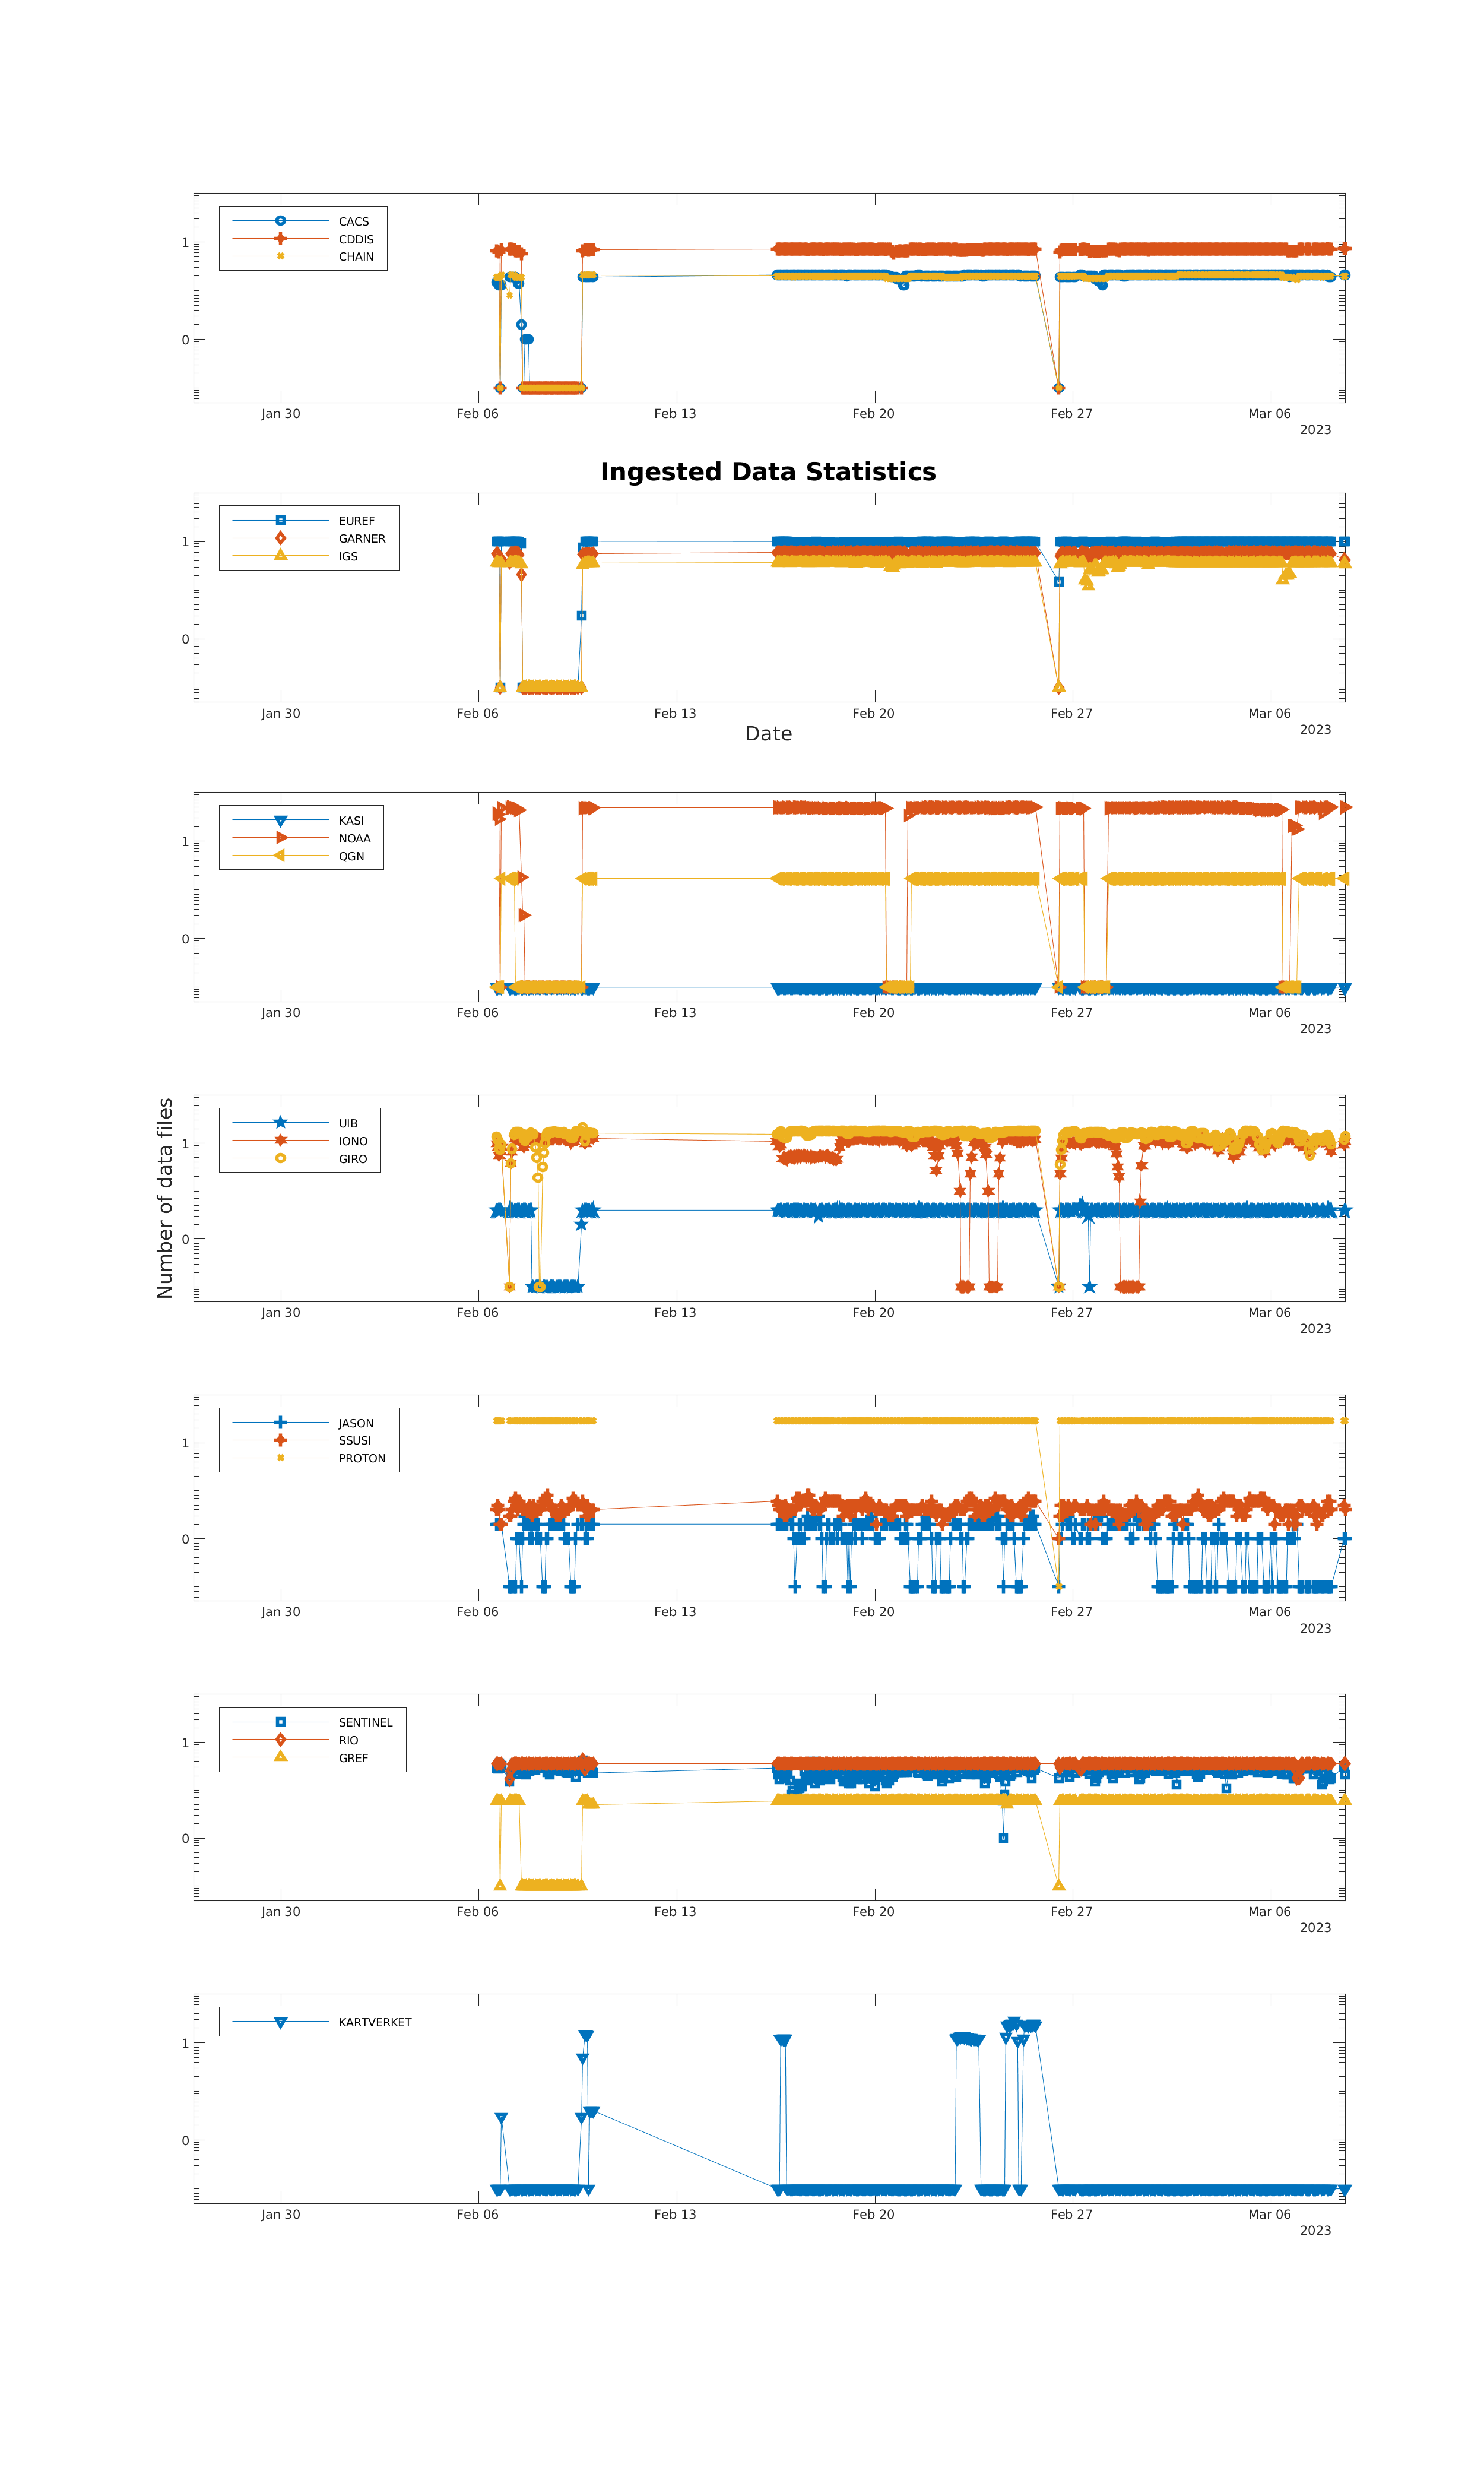 1
0
CACS
CDDIS
CHAIN
Jan 30 Feb 06 Feb 13 Feb 20 Feb 27 Mar 06
2023
Ingested Data Statistics
1
0
EUREF
GARNER
IGS
Jan 30 Feb 06 Feb 13 Feb 20 Feb 27 Mar 06
2023
Date
1
0
KASI
NOAA
QGN
Jan 30 Feb 06 Feb 13 Feb 20 Feb 27 Mar 06
2023
Number of data files
1
0
UIB
IONO
GIRO
Jan 30 Feb 06 Feb 13 Feb 20 Feb 27 Mar 06
2023
1
0
JASON
SSUSI
PROTON
Jan 30 Feb 06 Feb 13 Feb 20 Feb 27 Mar 06
2023
1
0
SENTINEL
RIO
GREF
Jan 30 Feb 06 Feb 13 Feb 20 Feb 27 Mar 06
2023
1
0
KARTVERKET
Jan 30 Feb 06 Feb 13 Feb 20 Feb 27 Mar 06
2023